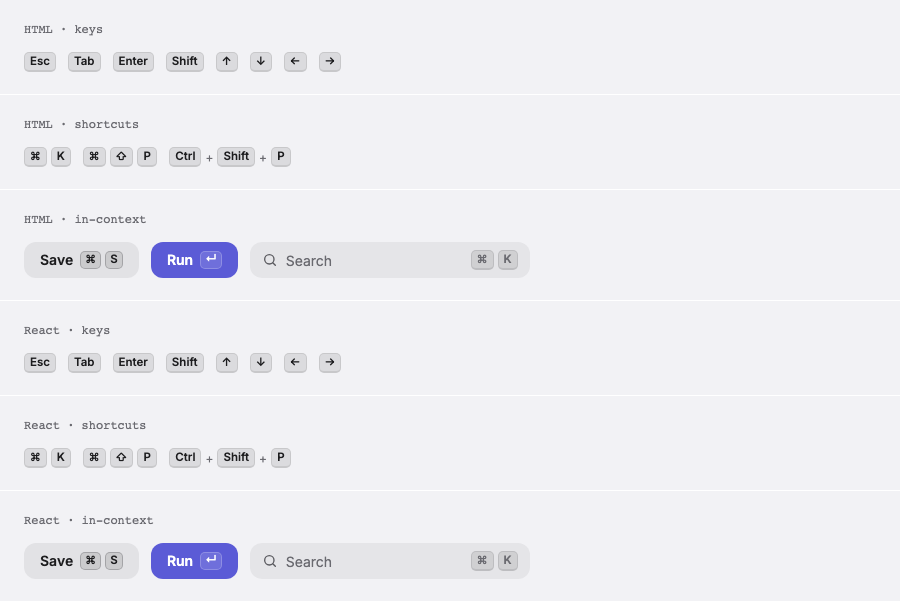 HTML · keys
Esc Tab Enter Shift ↑ ↓ ← →
HTML · shortcuts
⌘ K ⌘ ⇧ P Ctrl + Shift + P
HTML · in-context
Save ⌘ S Run ↵ Search ⌘ K
React · keys
Esc Tab Enter Shift ↑ ↓ ← →
React · shortcuts
⌘ K ⌘ ⇧ P Ctrl + Shift + P
React · in-context
Save ⌘ S Run ↵ Search ⌘ K